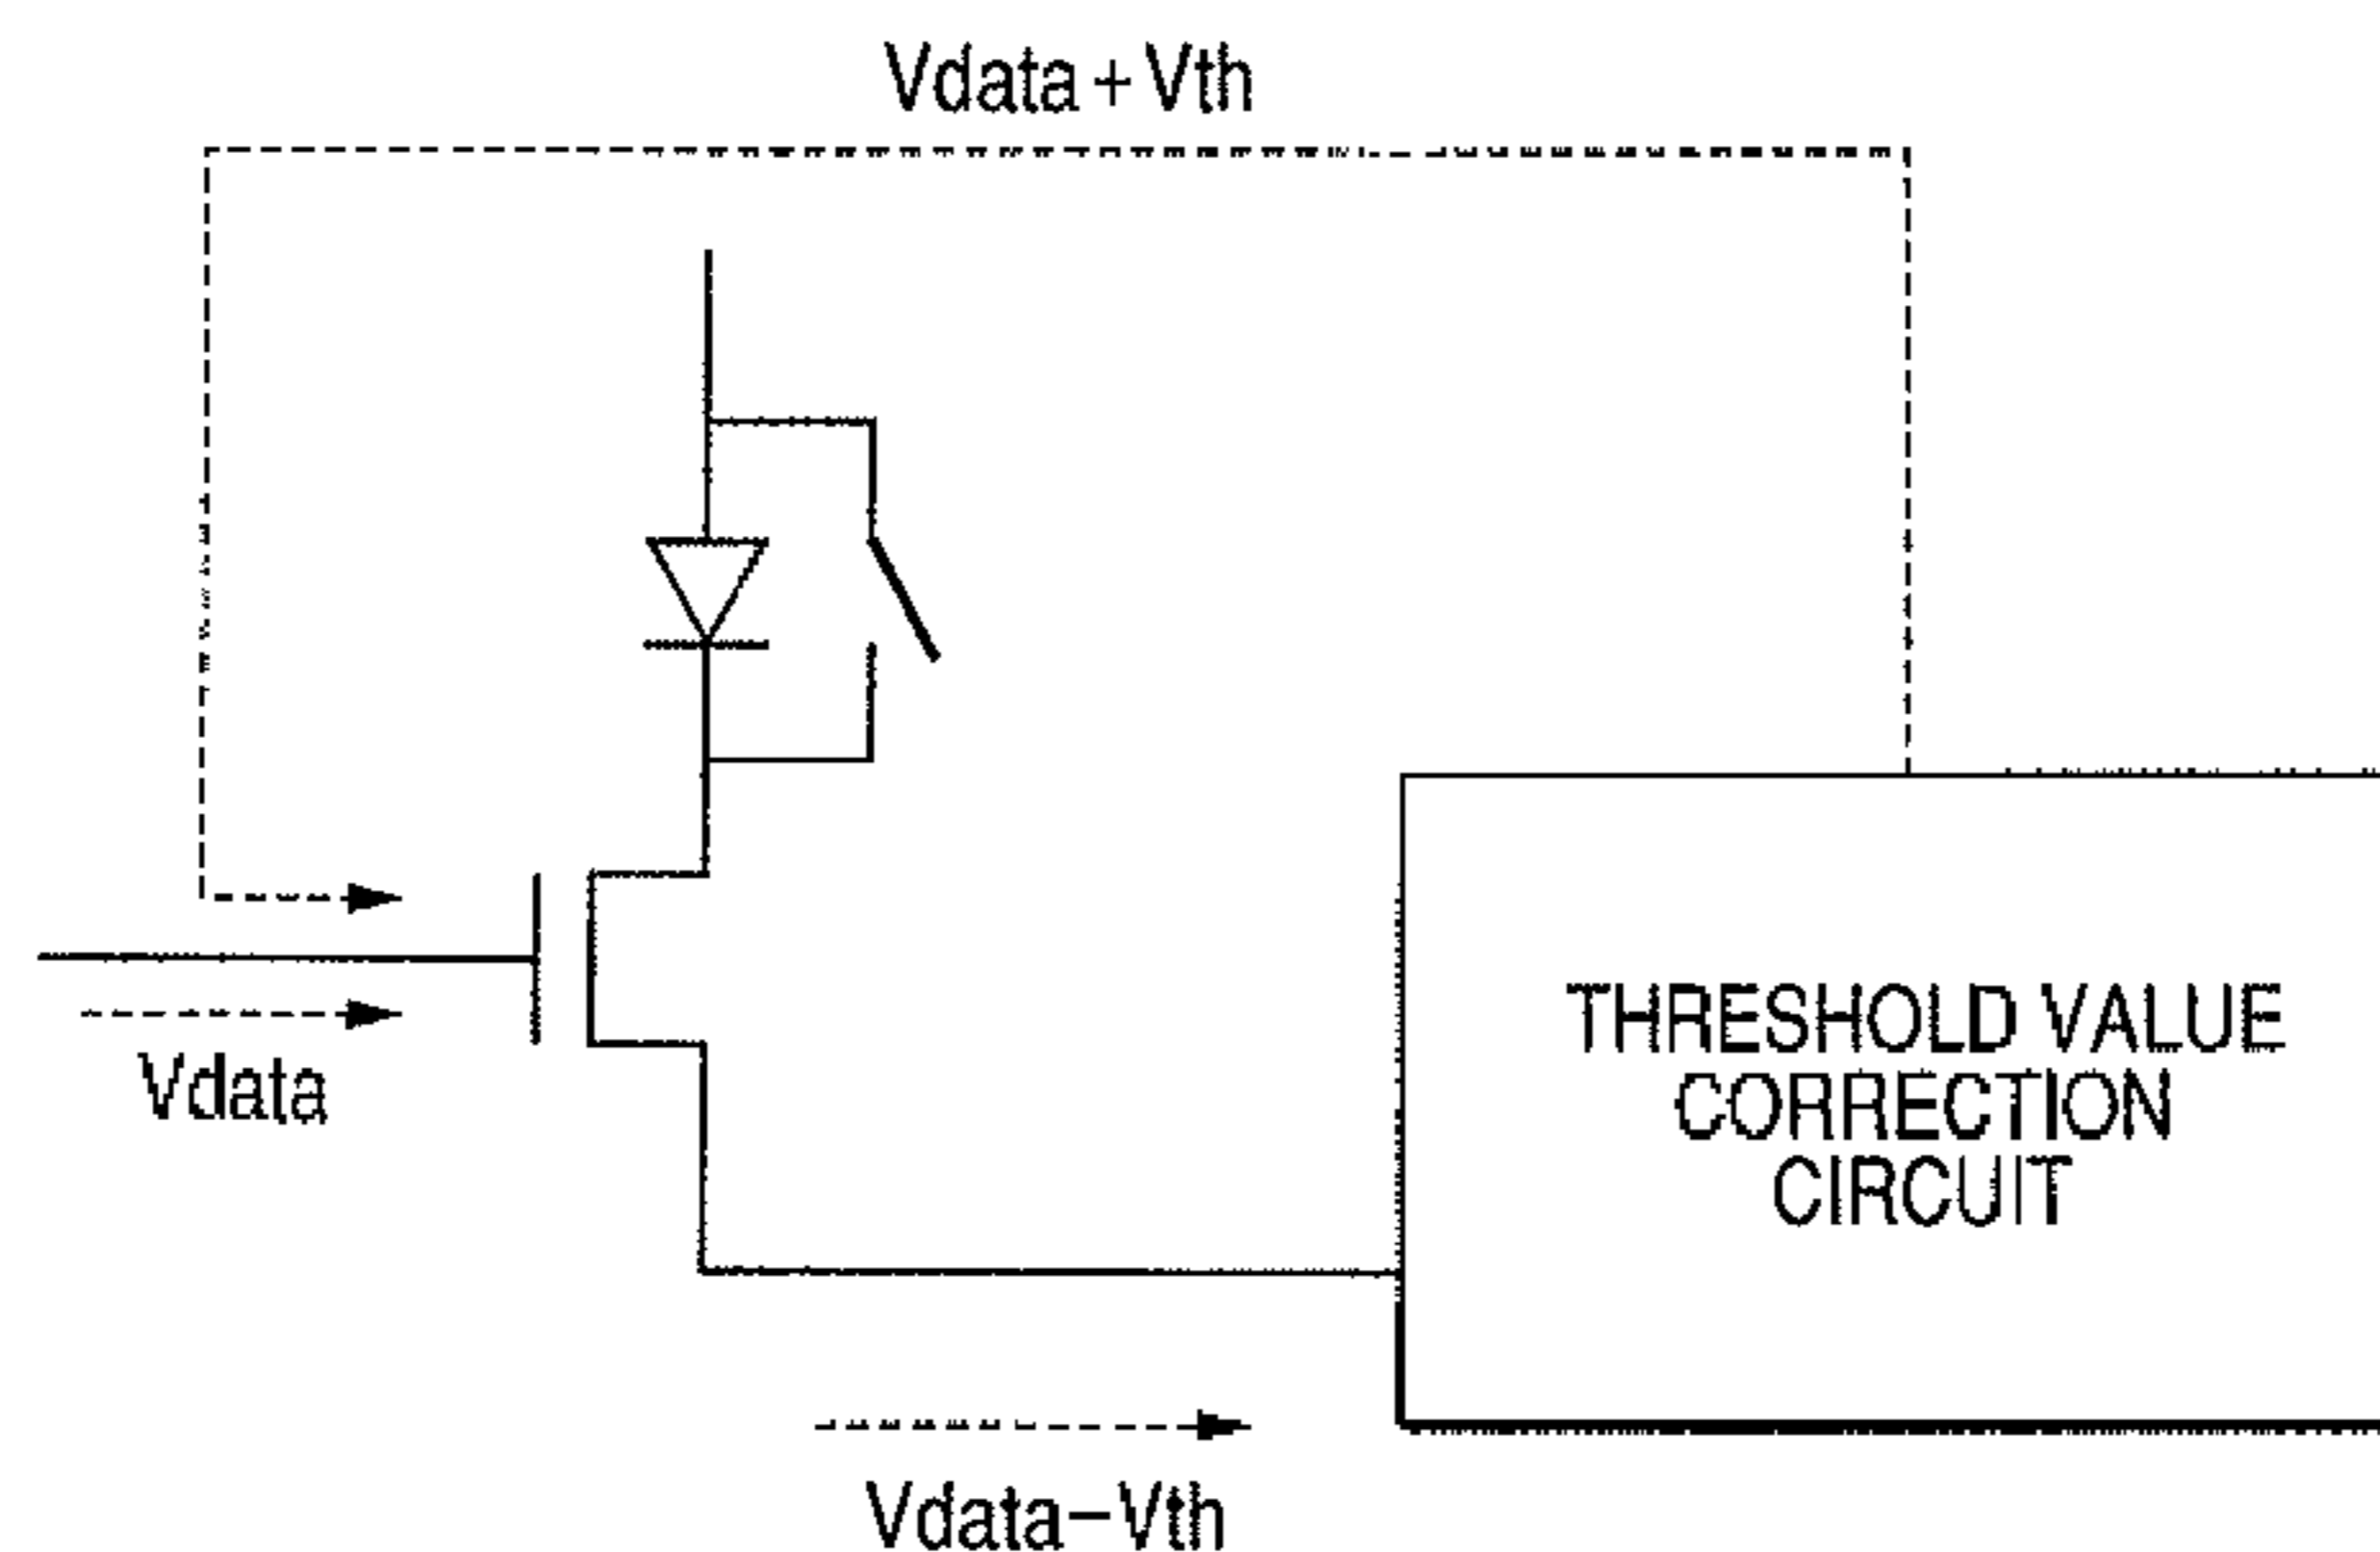 Vdata+Vth
Vdata
THRESHOLD VALUE
CORRECTION
CIRCUIT
Vdata−Vth